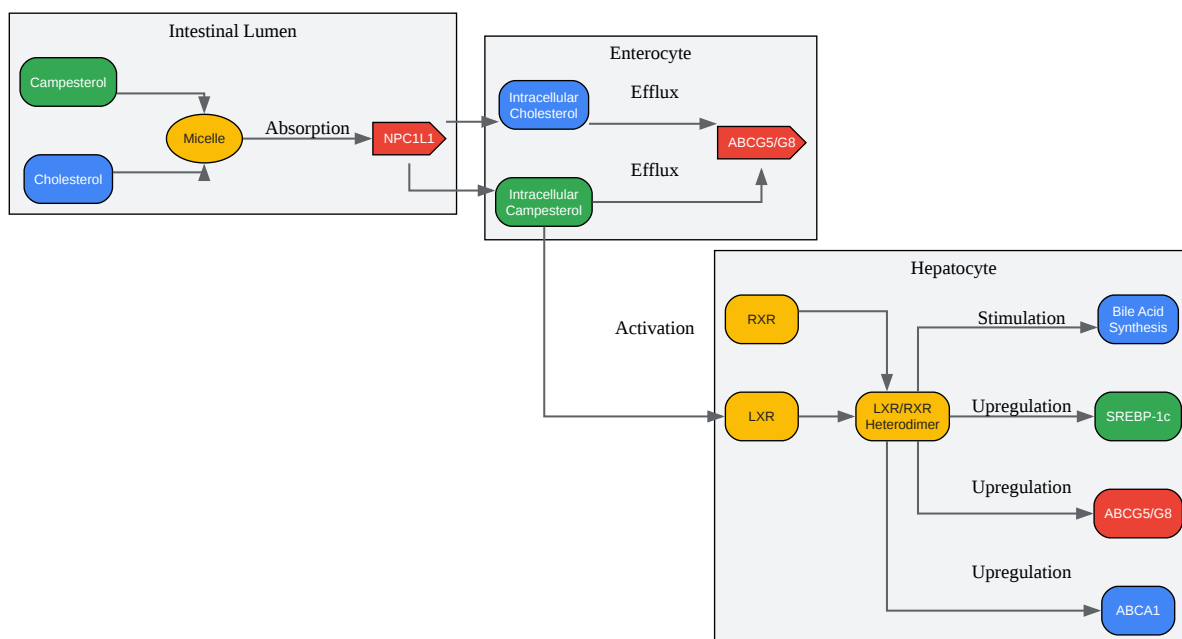 Intestinal Lumen
Campesterol
Cholesterol
Micelle
Absorption
NPC1L1
Enterocyte
Intracellular
Cholesterol
Efflux
ABCG5/G8
Intracellular
Campesterol
Efflux
Activation
Hepatocyte
RXR
LXR
LXR/RXR
Heterodimer
Stimulation
Bile Acid
Synthesis
Upregulation
SREBP-1c
Upregulation
ABCG5/G8
Upregulation
ABCA1